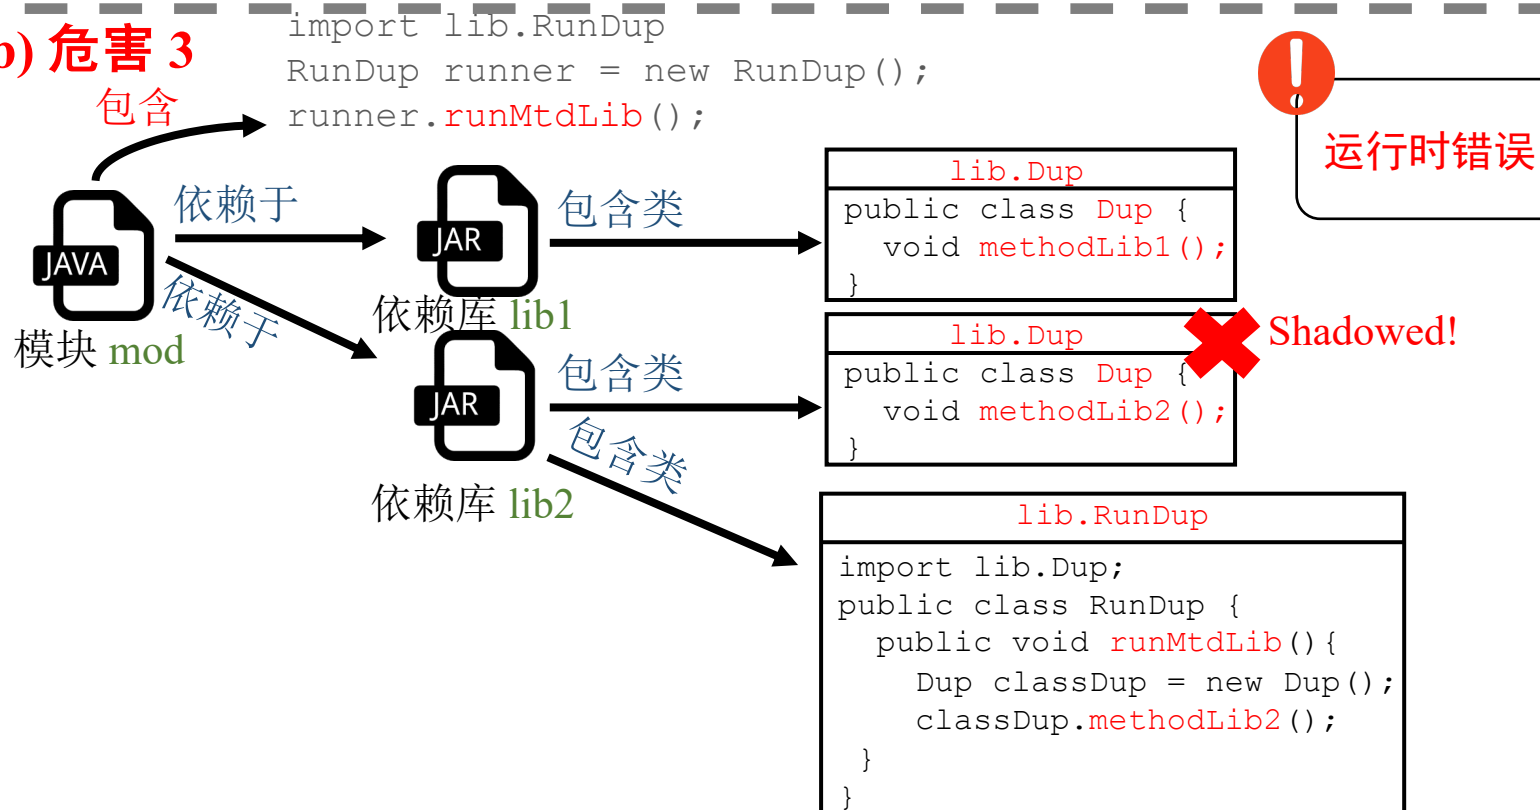 b) 危害 3
import lib.RunDup
RunDup runner = new RunDup();
runner.runMtdLib();
包含
运行时错误
JAVA
模块 mod
依赖于
依赖于
JAR
依赖库 lib1
包含类
lib.Dup
public class Dup {
void methodLib1();
}
JAR
依赖库 lib2
包含类
包含类
lib.Dup
Shadowed!
public class Dup {
void methodLib2();
}
lib.RunDup
import lib.Dup;
public class RunDup {
public void runMtdLib(){
Dup classDup = new Dup();
classDup.methodLib2();
}
}